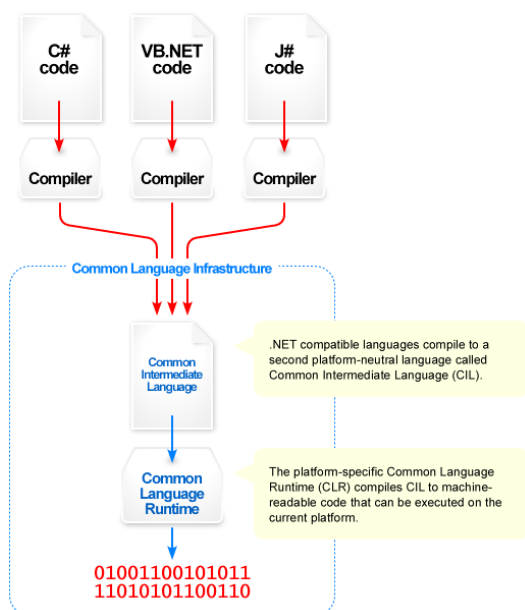 C#
code
VB.NET
code
J#
code
Compiler
Compiler
Compiler
Common Language Infrastructure
Common
Intermediate
Language
.NET compatible languages compile to a
second platform-neutral language called
Common Intermediate Language (CIL).
Common
Language
Runtime
The platform-specific Common Language
Runtime (CLR) compiles CIL to machine-
readable code that can be executed on the
current platform.
01001100101011
11010101100110